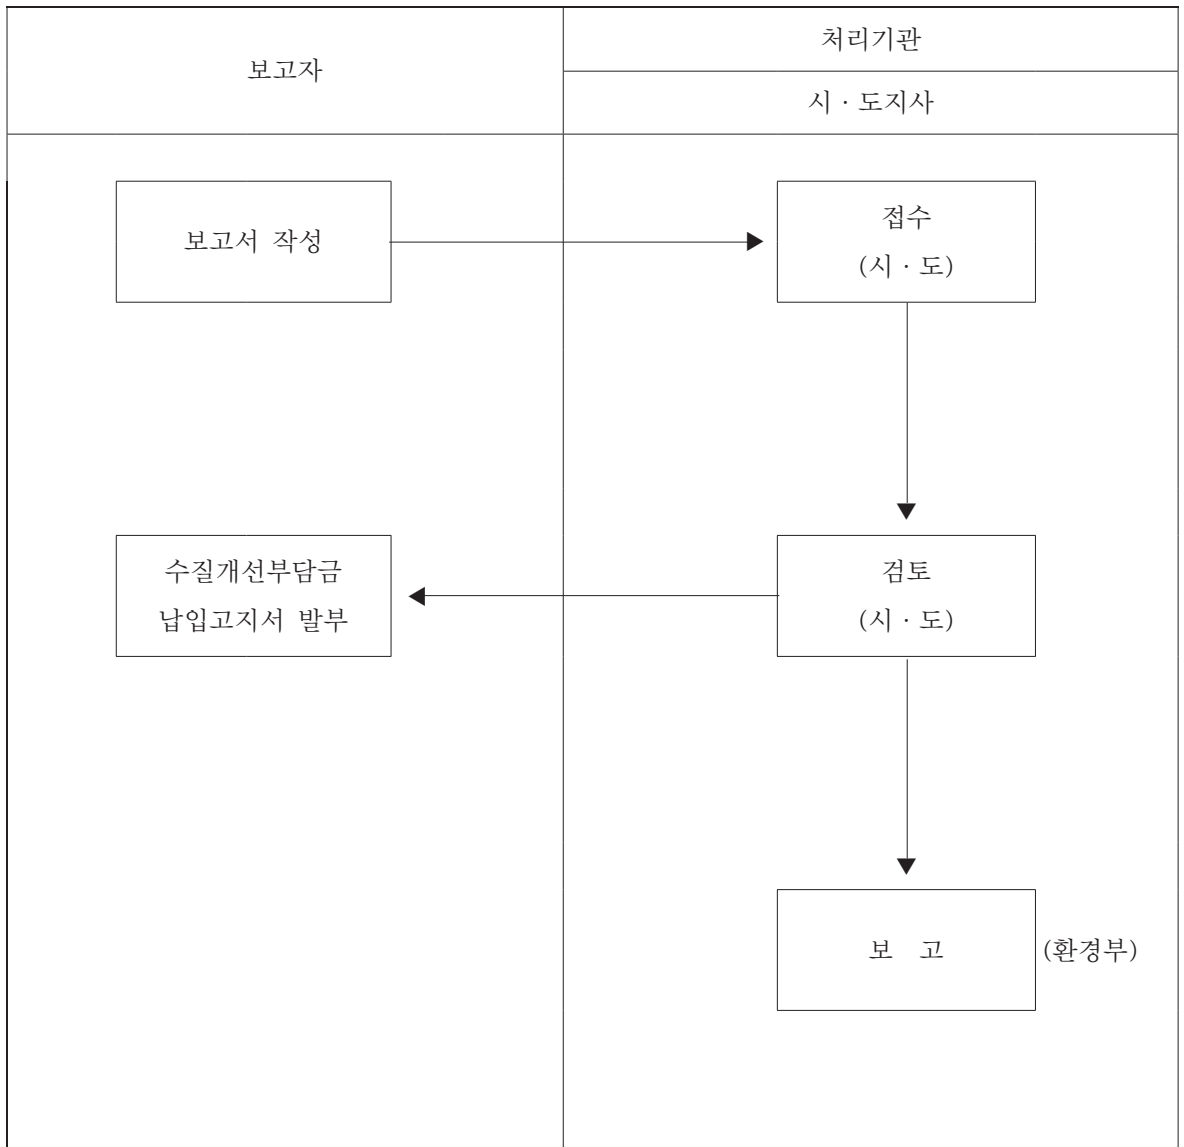 보고자
처리기관
시 · 도지사
보고서 작성
접수
(시 · 도)
수질개선부담금
납입고지서 발부
검토
(시 · 도)
보 고
(환경부)